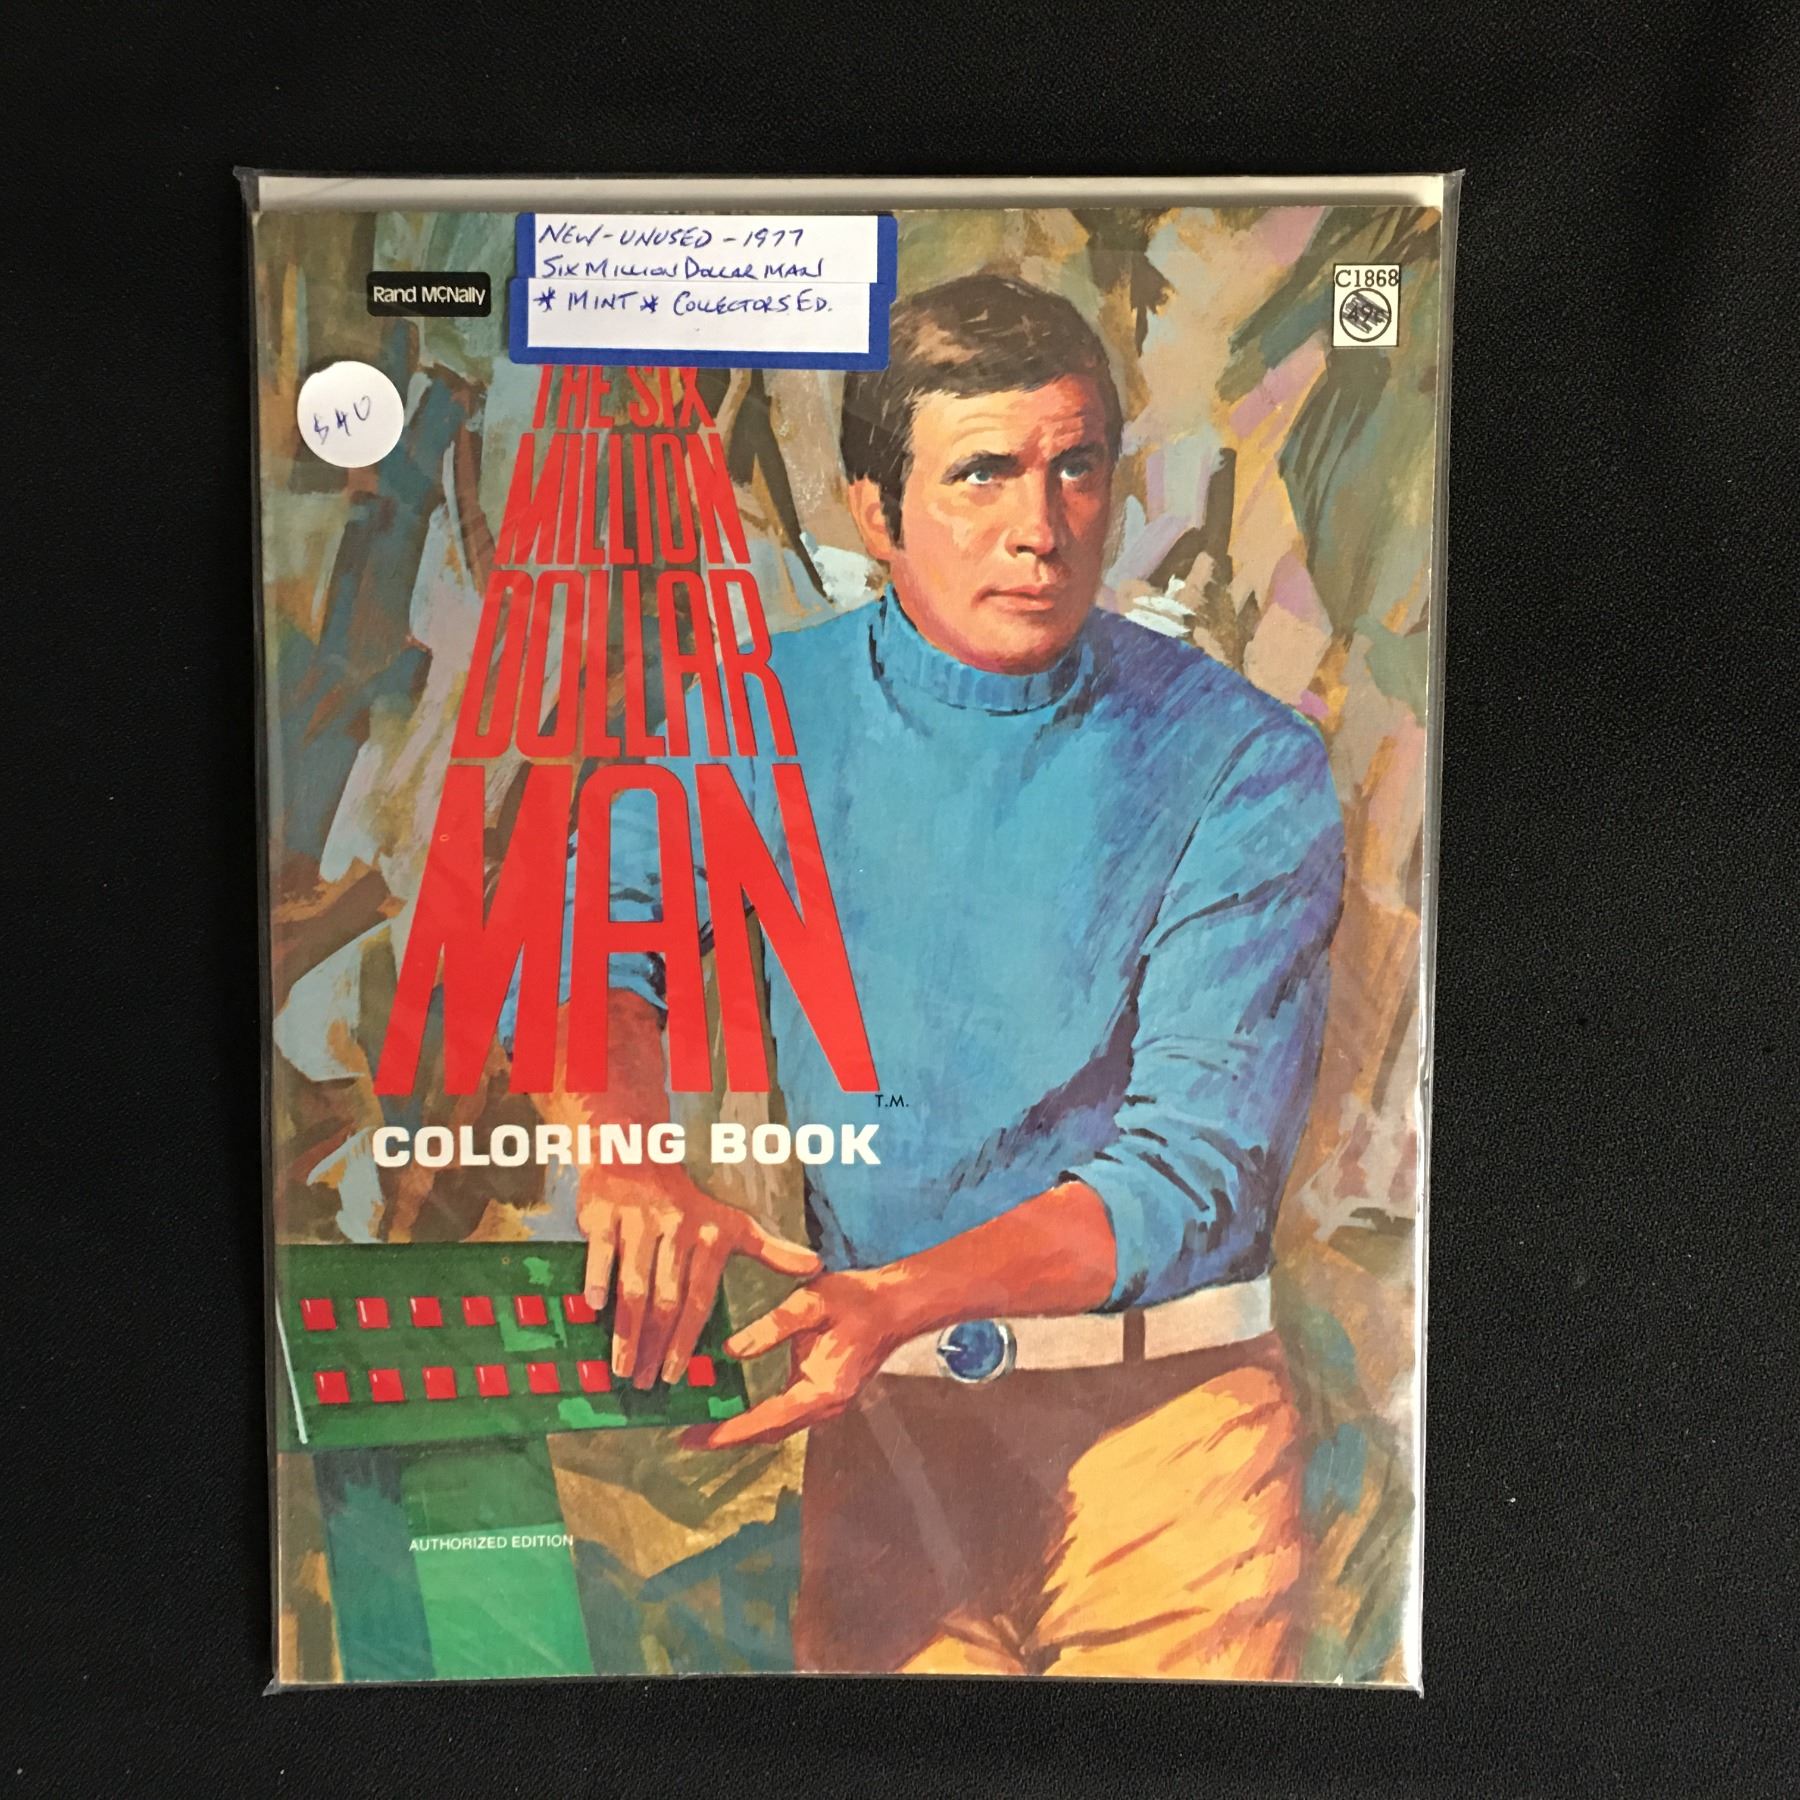 NEW-UNUSED-1977
SIX MILLION DOLLAR MAN
* MINT * COLLECTORS ED.
Rand McNally
C1868
$40
THE SIX
MILLION
DOLLAR
MAN
T.M.
COLORING BOOK
AUTHORIZED EDITION